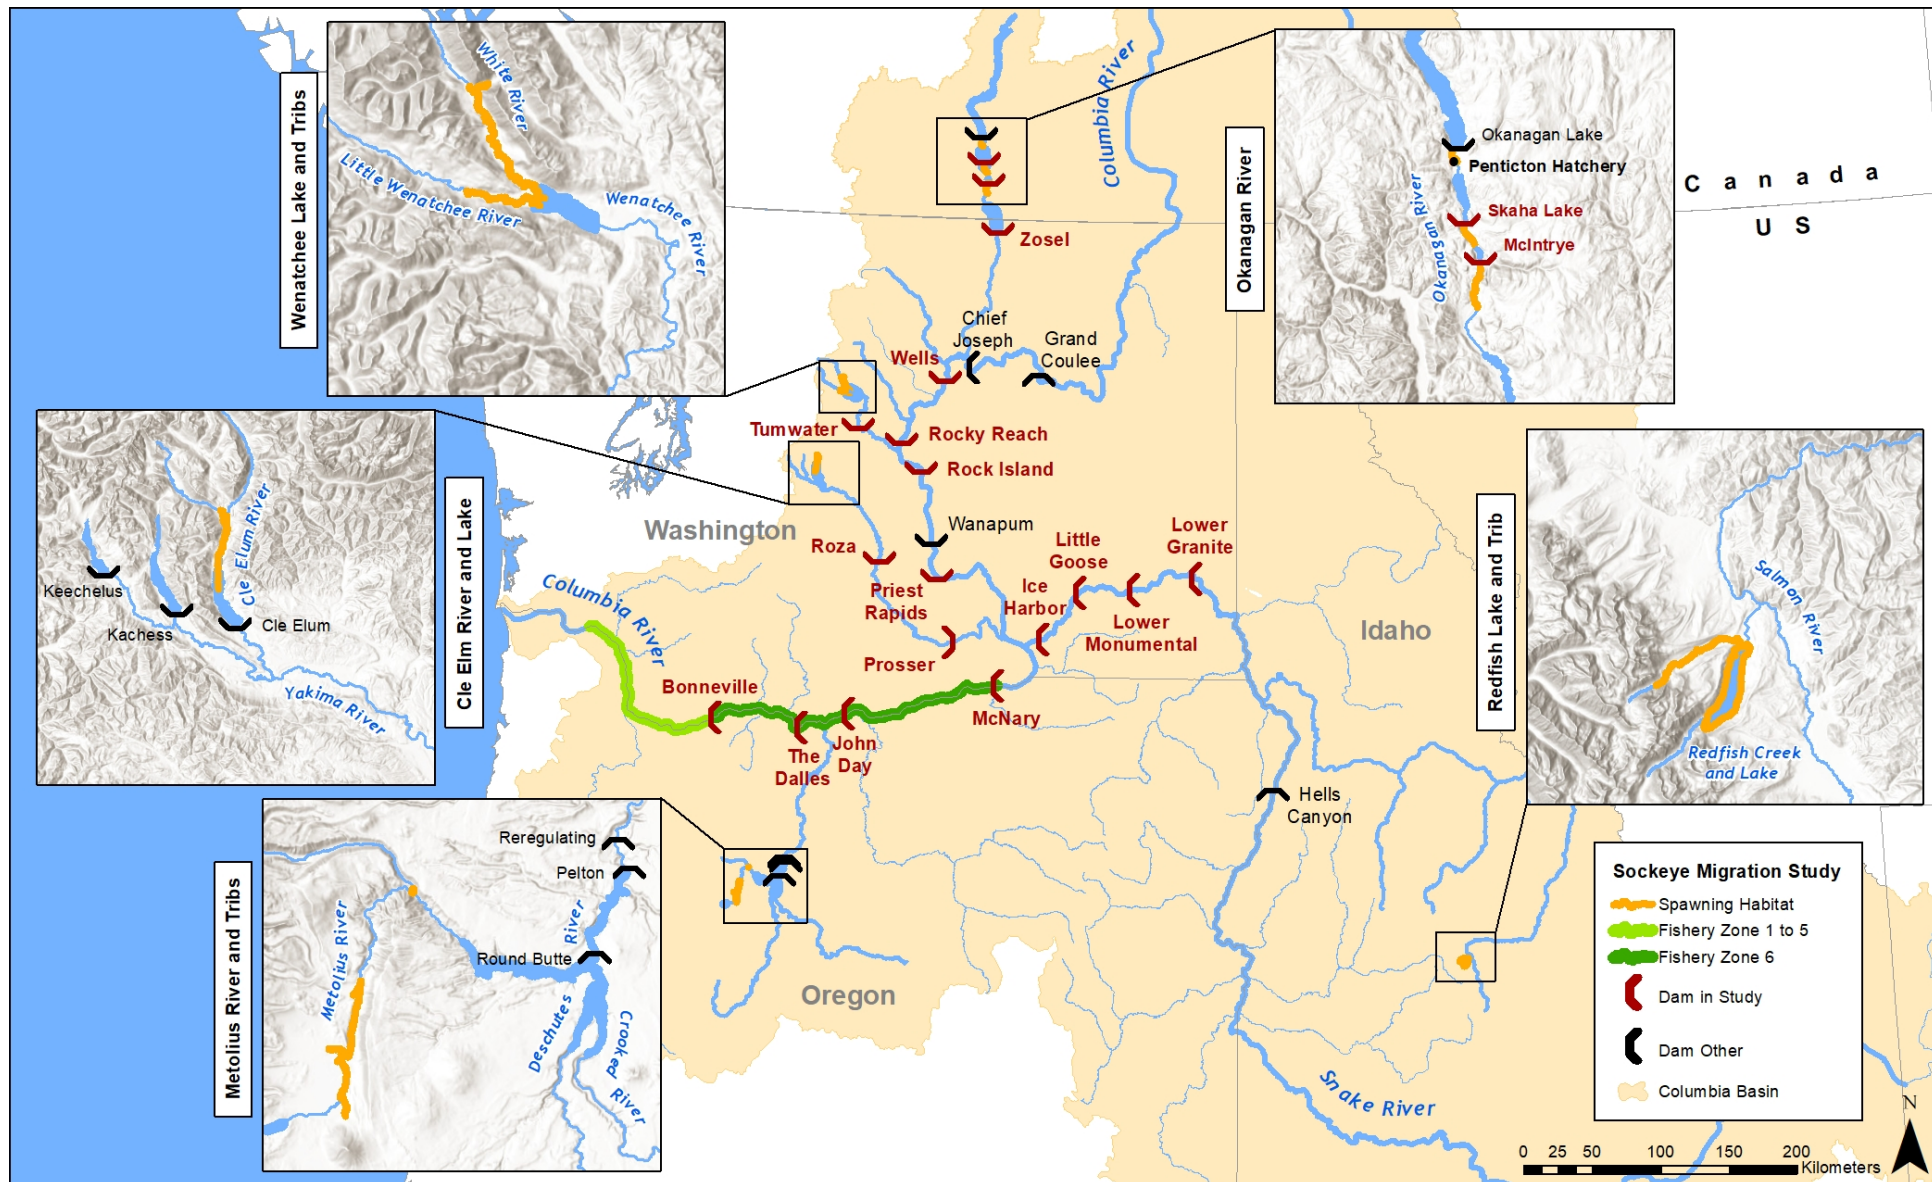 Wenatchee Lake and Tribs
White River
Little Wenatchee River
Wenatchee River
Columbia River
Okanagan River
Okanagan Lake
Penticton Hatchery
Skaha Lake
McIntrye
Okanagan River
Canada
US
Zosel
Chief
Joseph
Grand
Coulee
Wells
Tumwater
Rocky Reach
Rock Island
Washington
Wanapum
Roza
Priest
Rapids
Prosser
Little
Goose
Lower
Granite
Ice
Harbor
Lower
Monumental
Idaho
Cle Elm River and Lake
Cle Elum River
Keechelus
Kachess
Cle Elum
Yakima River
Columbia River
Bonneville
The
Dalles
John
Day
McNary
Hells
Canyon
Redfish Lake and Trib
Salmon River
Redfish Creek
and Lake
Metolius River and Tribs
Reregulating
Pelton
Round Butte
Metolius River
Deschutes
River
Crooked
River
Oregon
Snake River
Sockeye Migration Study
Spawning Habitat
Fishery Zone 1 to 5
Fishery Zone 6
Dam in Study
Dam Other
Columbia Basin
N
0 25 50 100 150 200
Kilometers